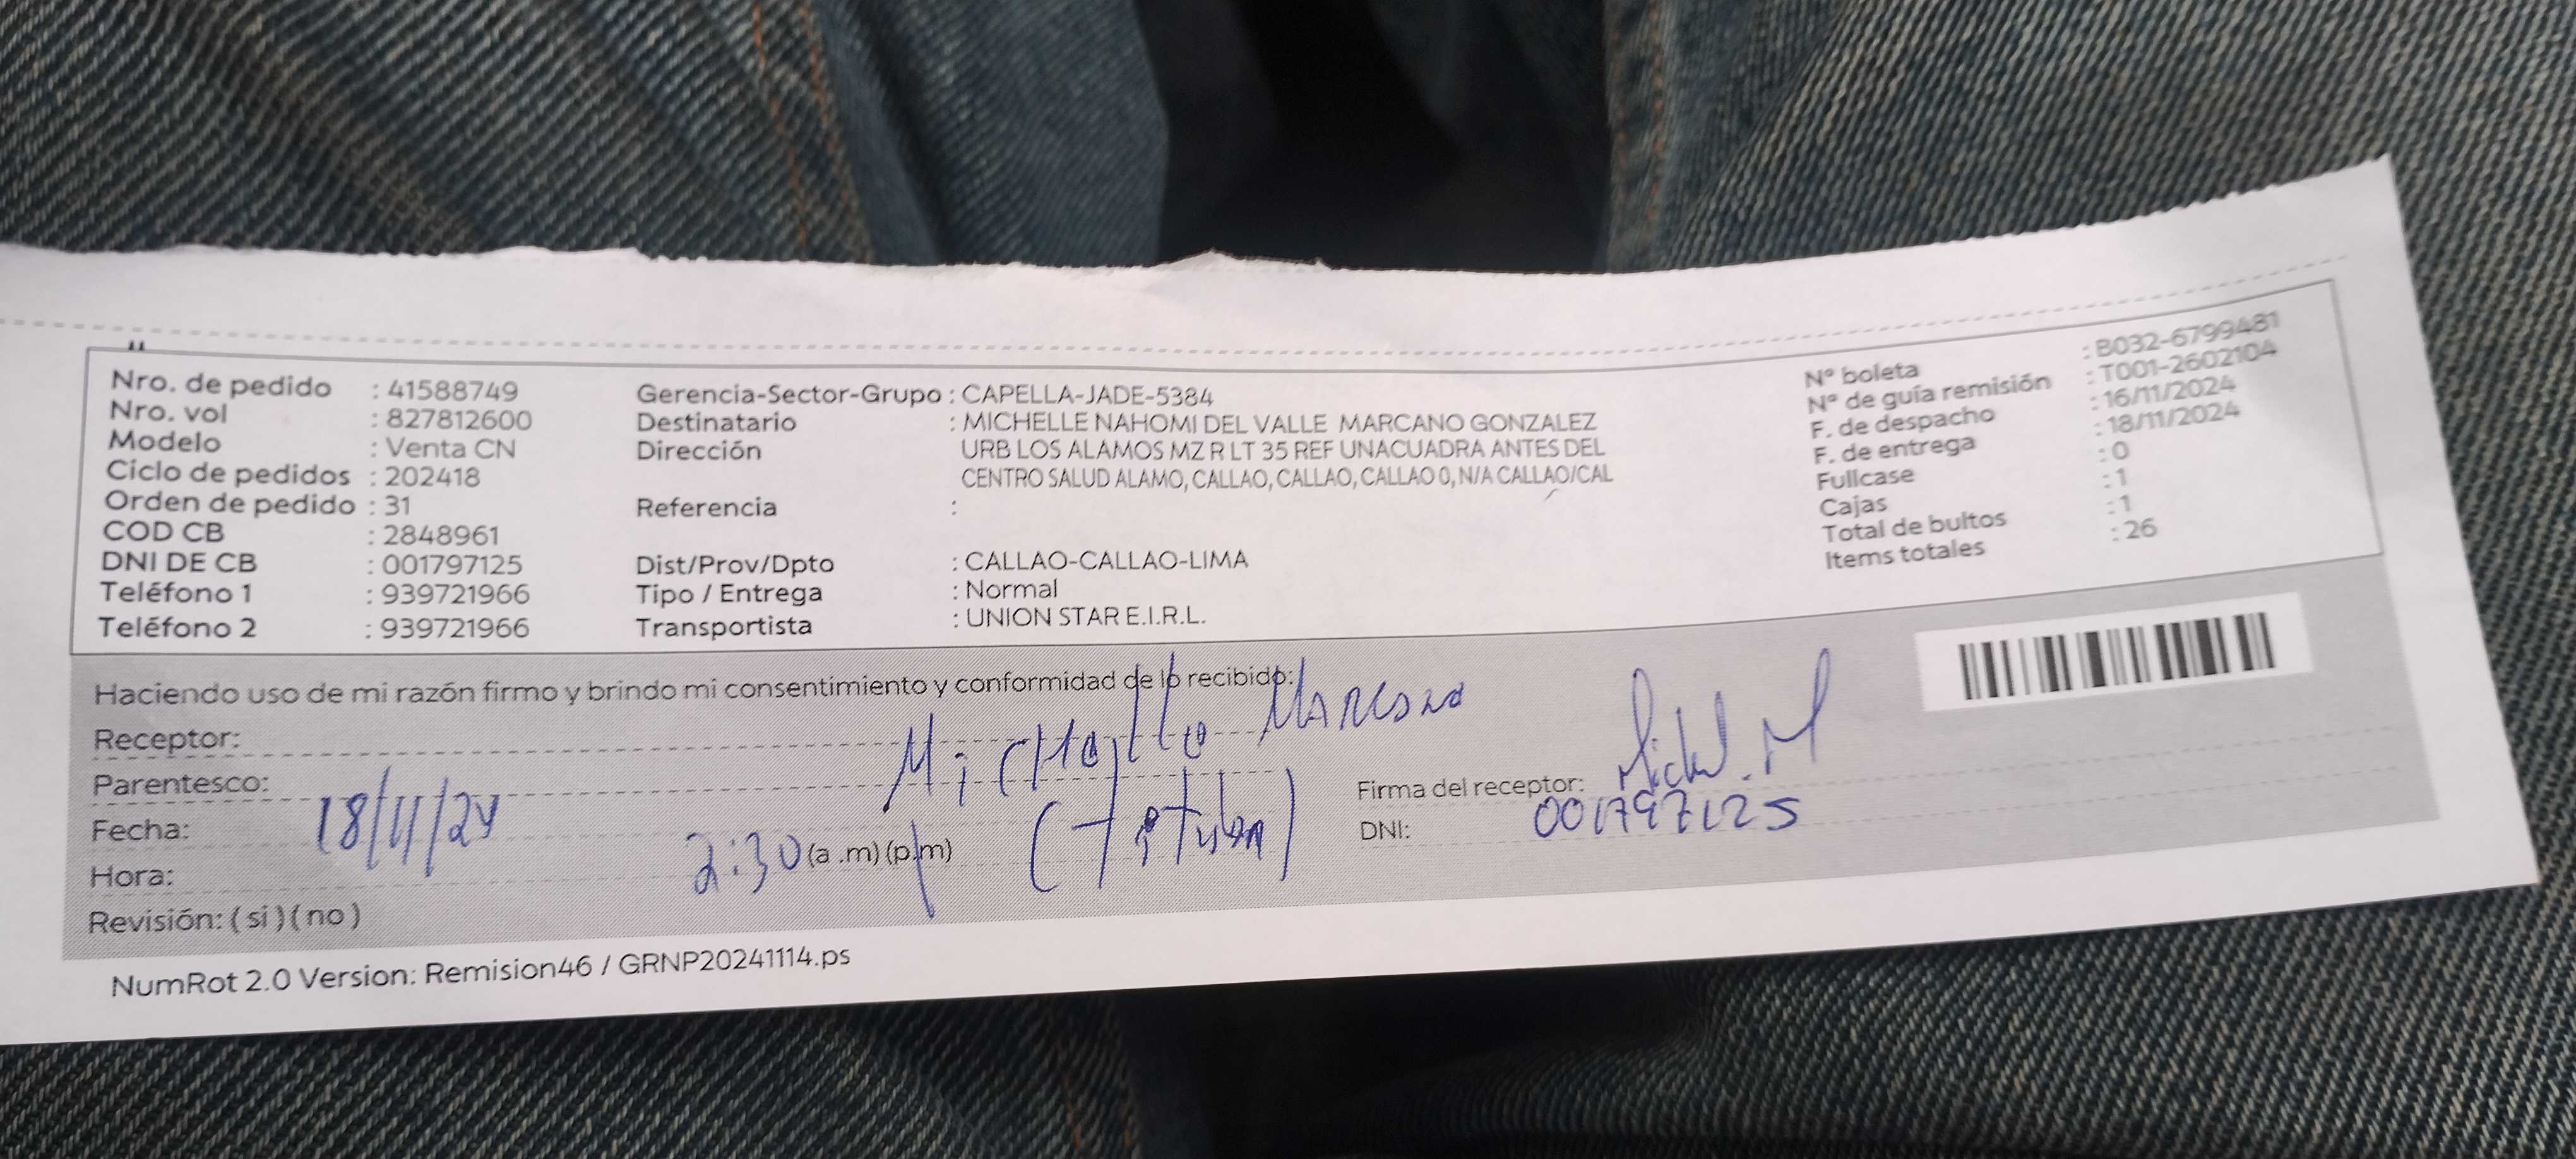 Nro. de pedido : 41588749
Nro. vol : 827812600
Modelo : Venta CN
Ciclo de pedidos : 202418
Orden de pedido : 31
COD CB : 2848961
DNI DE CB : 001797125
Teléfono 1 : 939721966
Teléfono 2 : 939721966
Gerencia-Sector-Grupo : CAPELLA-JADE-5384
Destinatario : MICHELLE NAHOMI DEL VALLE MARCANO GONZALEZ
Dirección URB LOS ALAMOS MZ R LT 35 REF UNACUADRA ANTES DEL
CENTRO SALUD ALAMO, CALLAO, CALLAO, CALLAO 0, N/A CALLAO/CAL
Referencia :
Dist/Prov/Dpto : CALLAO-CALLAO-LIMA
Tipo / Entrega : Normal
Transportista : UNION STAR E.I.R.L.
N° boleta : B032-6799481
N° de guía remisión : T001-2602104
F. de despacho : 16/11/2024
F. de entrega : 18/11/2024
Fullcase : 0
Cajas : 1
Total de bultos : 1
Items totales : 26
Haciendo uso de mi razón firmo y brindo mi consentimiento y conformidad de lo recibido:
Receptor: Michelle Marcano
Parentesco: (Titular)
Fecha: 18/11/24
Hora: 2:30 (a .m) (p.m)
Revisión: ( si ) ( no )
Firma del receptor: Michel. M
DNI: 001797125
NumRot 2.0 Version: Remision46 / GRNP20241114.ps